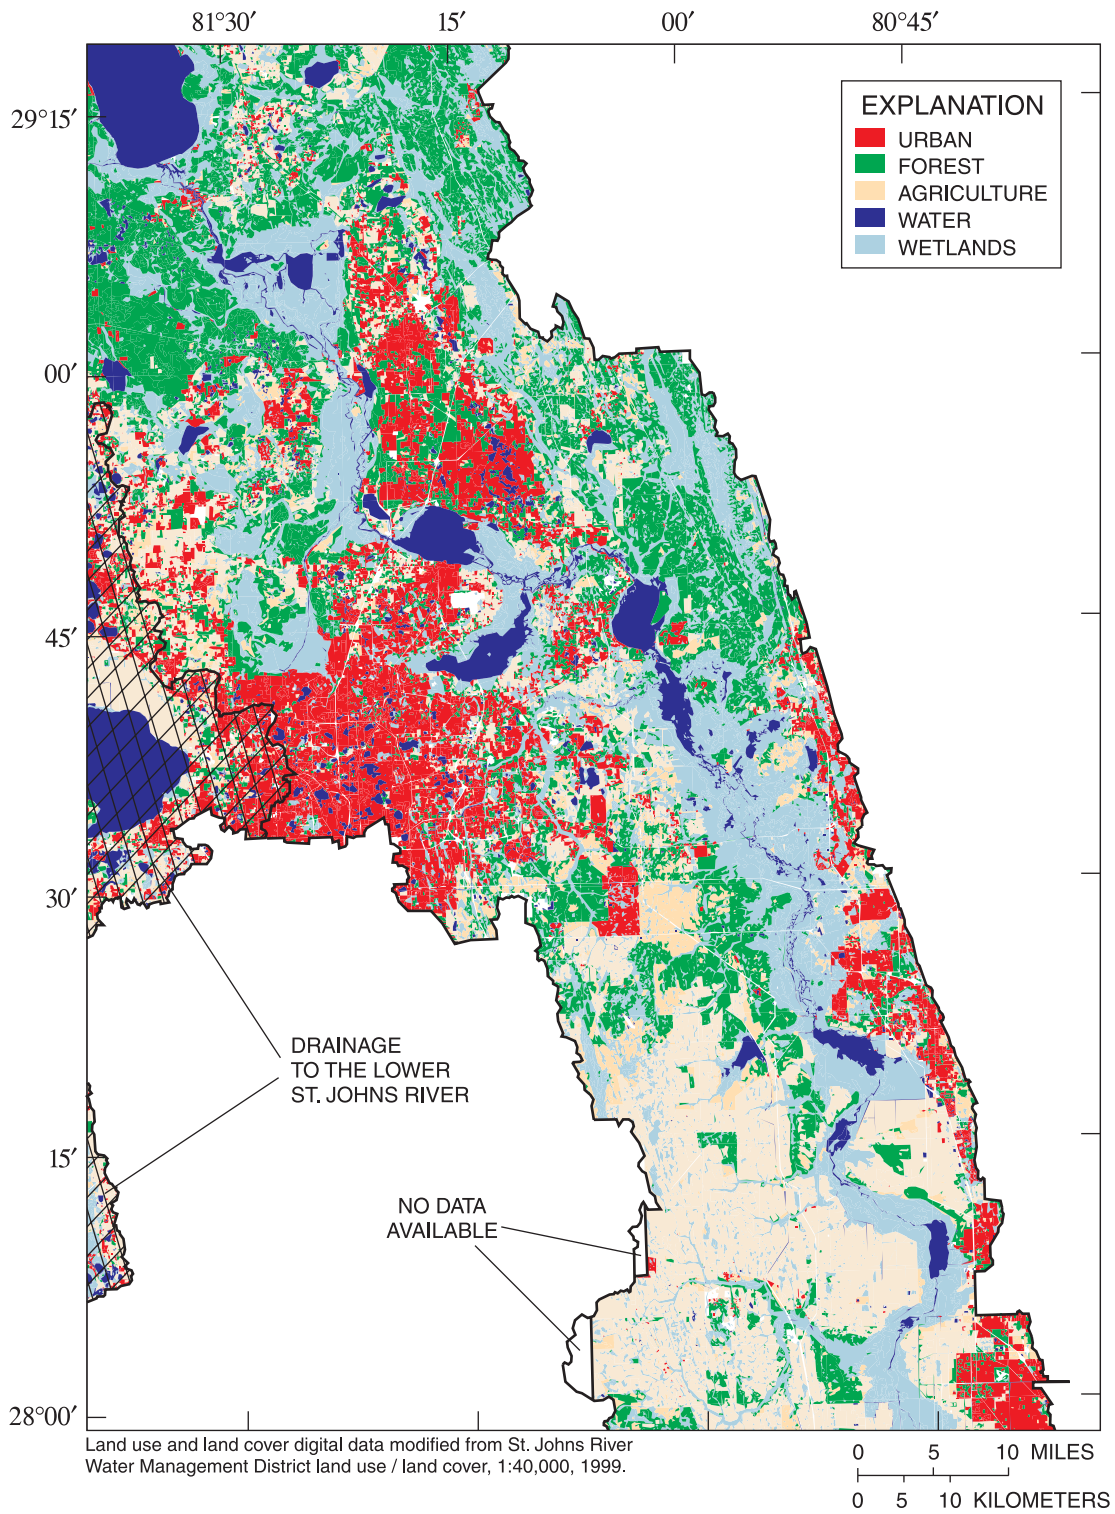 81°30′ 15′ 00′ 80°45′
29°15′
EXPLANATION
URBAN
FOREST
AGRICULTURE
WATER
WETLANDS
00′
45′
30′
DRAINAGE
TO THE LOWER
ST. JOHNS RIVER
15′
NO DATA
AVAILABLE
28°00′
Land use and land cover digital data modified from St. Johns River
Water Management District land use / land cover, 1:40,000, 1999.
0 5 10 MILES
0 5 10 KILOMETERS